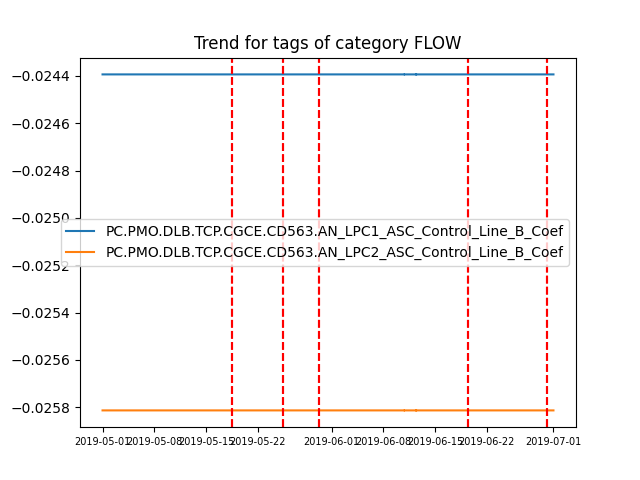 Trend for tags of category FLOW
−0.0244
−0.0246
−0.0248
−0.0250
PC.PMO.DLB.TCP.CGCE.CD563.AN_LPC1_ASC_Control_Line_B_Coef
PC.PMO.DLB.TCP.CGCE.CD563.AN_LPC2_ASC_Control_Line_B_Coef
−0.0252
−0.0254
−0.0256
−0.0258
2019-05-01 2019-05-08 2019-05-15 2019-05-22 2019-06-01 2019-06-08 2019-06-15 2019-06-22 2019-07-01